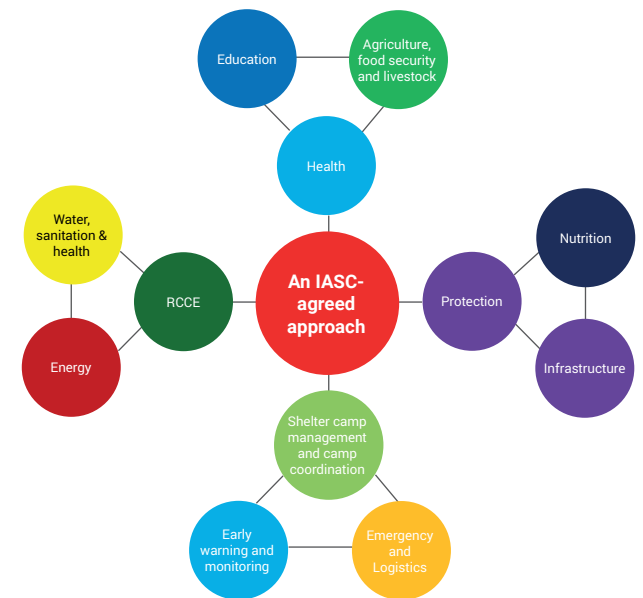 Education
Agriculture,
food security
and livestock
Health
Water,
sanitation &
health
Nutrition
An IASC-
agreed
approach
RCCE
Protection
Energy
Infrastructure
Shelter camp
management
and camp
coordination
Early
warning and
monitoring
Emergency
and
Logistics